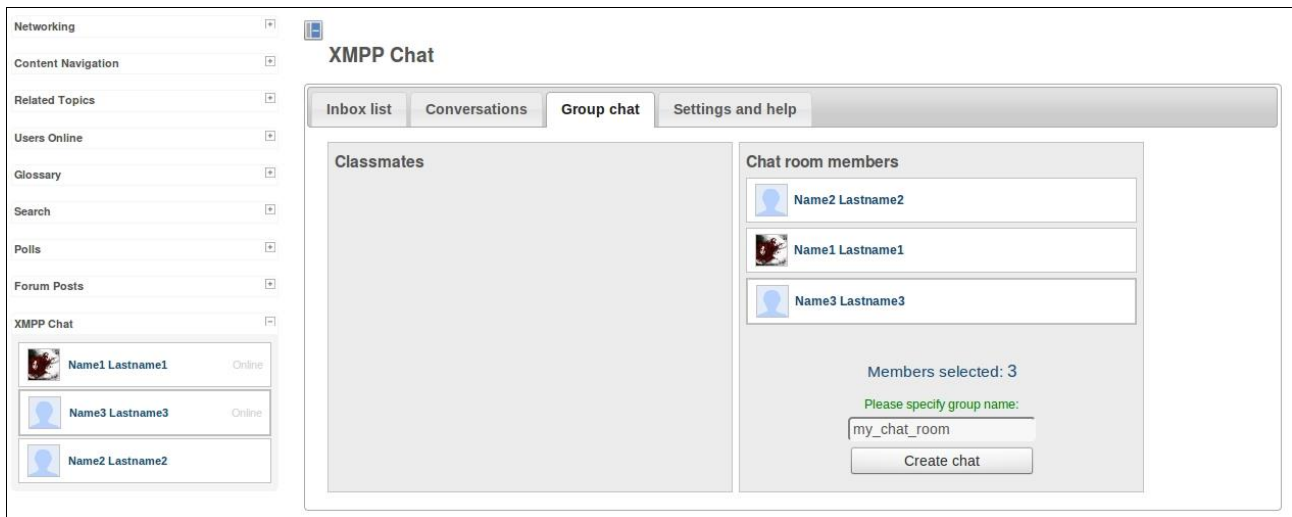 Networking
Content Navigation
Related Topics
Users Online
Glossary
Search
Polls
Forum Posts
XMPP Chat
Name1 Lastname1 Online
Name3 Lastname3 Online
Name2 Lastname2
XMPP Chat
Inbox list Conversations Group chat Settings and help
Classmates
Chat room members
Name2 Lastname2
Name1 Lastname1
Name3 Lastname3
Members selected: 3
Please specify group name:
my_chat_room
Create chat